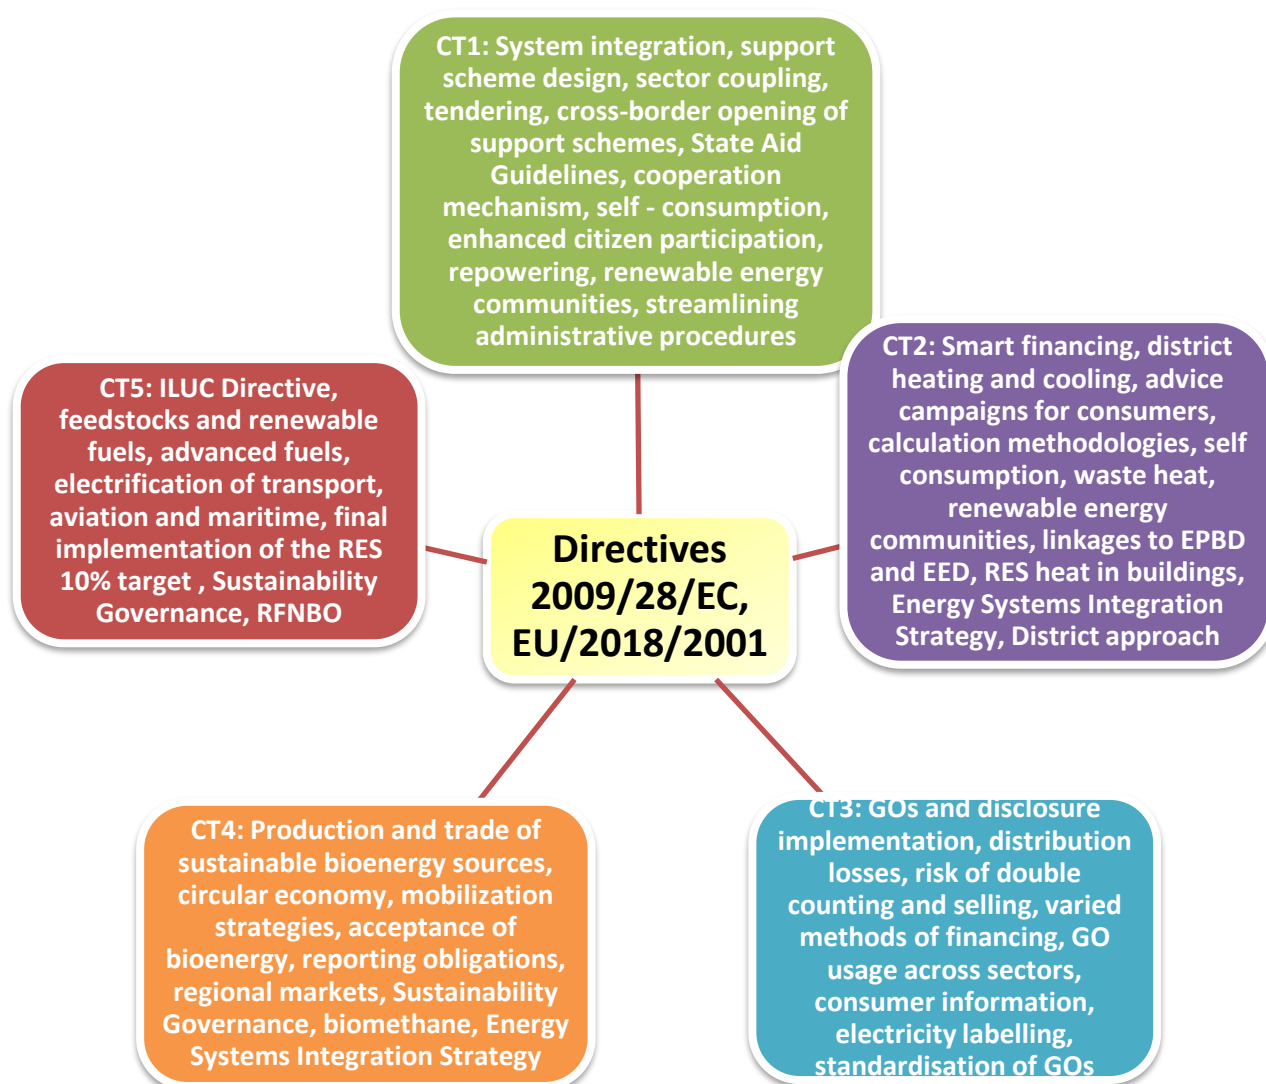 CT1: System integration, support
scheme design, sector coupling,
tendering, cross-border opening of
support schemes, State Aid
Guidelines, cooperation
mechanism, self - consumption,
enhanced citizen participation,
repowering, renewable energy
communities, streamlining
administrative procedures
CT2: Smart financing, district
heating and cooling, advice
campaigns for consumers,
calculation methodologies, self
consumption, waste heat,
renewable energy
communities, linkages to EPBD
and EED, RES heat in buildings,
Energy Systems Integration
Strategy, District approach
CT5: ILUC Directive,
feedstocks and renewable
fuels, advanced fuels,
electrification of transport,
aviation and maritime, final
implementation of the RES
10% target , Sustainability
Governance, RFNBO
Directives
2009/28/EC,
EU/2018/2001
CT4: Production and trade of
sustainable bioenergy sources,
circular economy, mobilization
strategies, acceptance of
bioenergy, reporting obligations,
regional markets, Sustainability
Governance, biomethane, Energy
Systems Integration Strategy
CT3: GOs and disclosure
implementation, distribution
losses, risk of double
counting and selling, varied
methods of financing, GO
usage across sectors,
consumer information,
electricity labelling,
standardisation of GOs